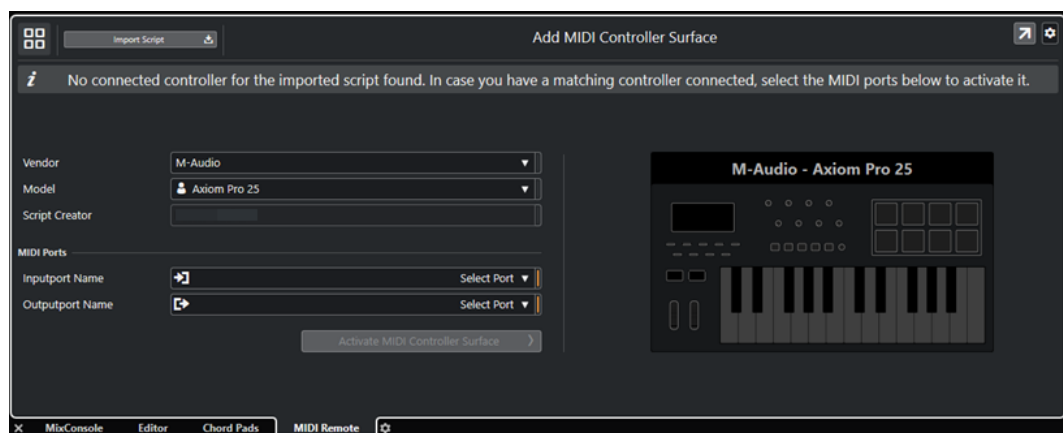 Import Script
Add MIDI Controller Surface
i No connected controller for the imported script found. In case you have a matching controller connected, select the MIDI ports below to activate it.
Vendor M-Audio
Model Axiom Pro 25
Script Creator
MIDI Ports
Inputport Name Select Port
Outputport Name Select Port
Activate MIDI Controller Surface
M-Audio - Axiom Pro 25
MixConsole Editor Chord Pads MIDI Remote